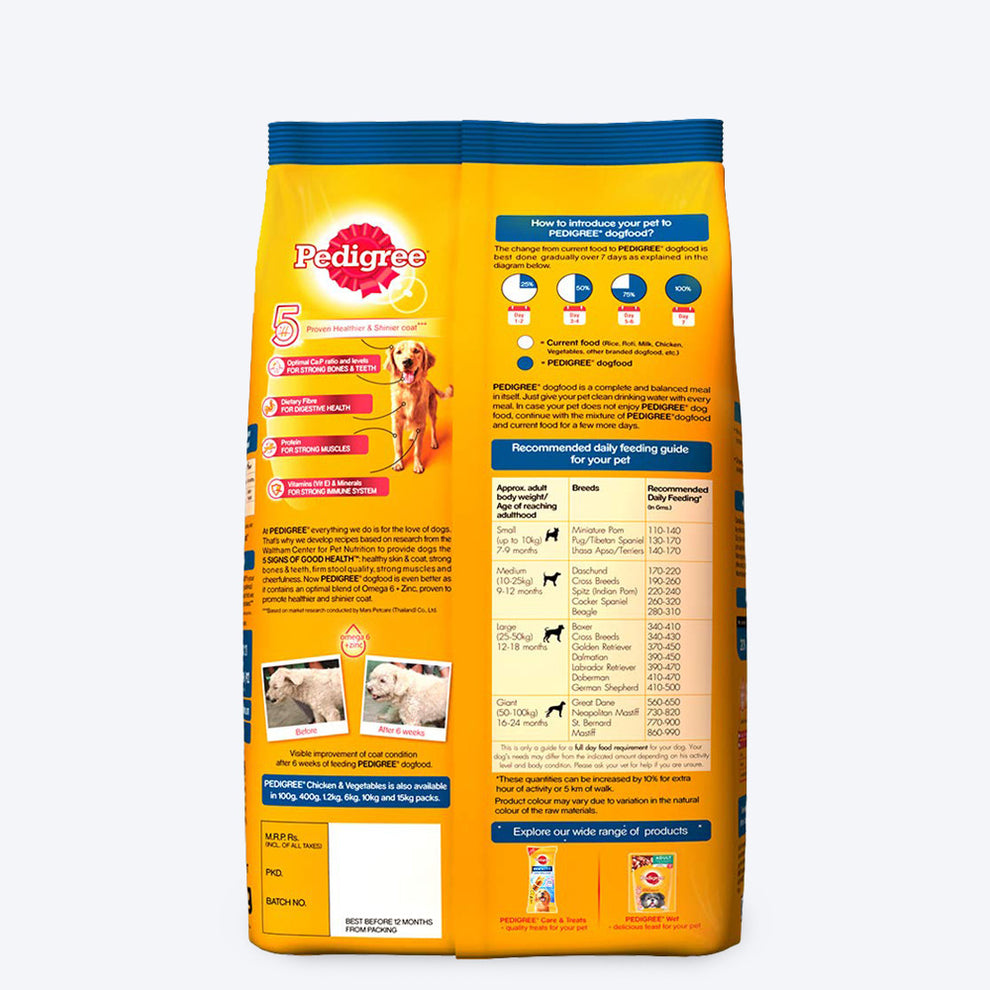 Pedigree®
5
Proven Healthier & Shinier coat***
Optimal Ca:P ratio and levels
FOR STRONG BONES & TEETH
Dietary Fibre
FOR DIGESTIVE HEALTH
Protein
FOR STRONG MUSCLES
Vitamins (Vit E) & Minerals
FOR STRONG IMMUNE SYSTEM
At PEDIGREE® everything we do is for the love of dogs.
That's why we develop recipes based on research from the
Waltham Center for Pet Nutrition to provide dogs the
5 SIGNS OF GOOD HEALTH™: healthy skin & coat, strong
bones & teeth, firm stool quality, strong muscles and
cheerfulness. Now PEDIGREE® dogfood is even better as
it contains an optimal blend of Omega 6 + Zinc, proven to
promote healthier and shinier coat.
***Based on market research conducted by Mars Petcare (Thailand) Co., Ltd.
omega 6
+ zinc
Before
After 6 weeks
Visible improvement of coat condition
after 6 weeks of feeding PEDIGREE® dogfood.
PEDIGREE® Chicken & Vegetables is also available
in 100g, 400g, 1.2kg, 6kg, 10kg and 15kg packs.
M.R.P. Rs.
(INCL. OF ALL TAXES)
PKD.
BATCH NO.
BEST BEFORE 12 MONTHS
FROM PACKING
How to introduce your pet to
PEDIGREE® dogfood?
The change from current food to PEDIGREE® dogfood is
best done gradually over 7 days as explained in the
diagram below.
25% 50% 75% 100%
Day 1-2 Day 3-4 Day 5-6 Day 7
= Current food (Rice, Roti, Milk, Chicken,
Vegetables, other branded dogfood, etc.)
= PEDIGREE® dogfood
PEDIGREE® dogfood is a complete and balanced meal
in itself. Just give your pet clean drinking water with every
meal. In case your pet does not enjoy PEDIGREE® dog
food, continue with the mixture of PEDIGREE® dogfood
and current food for a few more days.
Recommended daily feeding guide
for your pet
Approx. adult body weight/ Age of reaching adulthood Breeds Recommended Daily Feeding* (In Gms.)
Small Miniature Pom 110-140
(up to 10kg) Pug/Tibetan Spaniel 130-170
7-9 months Lhasa Apso/Terriers 140-170
Medium Daschund 170-220
(10-25kg) Cross Breeds 190-260
9-12 months Spitz (Indian Pom) 220-240
Cocker Spaniel 260-320
Beagle 280-310
Large Boxer 340-410
(25-50kg) Cross Breeds 340-430
12-18 months Golden Retriever 370-450
Dalmatian 390-450
Labrador Retriever 390-470
Doberman 410-470
German Shepherd 410-500
Giant Great Dane 560-650
(50-100kg) Neapolitan Mastiff 730-820
16-24 months St. Bernard 770-900
Mastiff 860-990
This is only a guide for a full day food requirement for your dog. Your
dog's needs may differ from the indicated amount depending on his activity
level and body condition. Please ask your vet for help if you are unsure.
*These quantities can be increased by 10% for extra
hour of activity or 5 km of walk.
Product colour may vary due to variation in the natural
colour of the raw materials.
Explore our wide range of products
PEDIGREE® Care & Treats
- quality treats for your pet
Pedigree
ADULT
PEDIGREE® Wet
- delicious feast for your pet